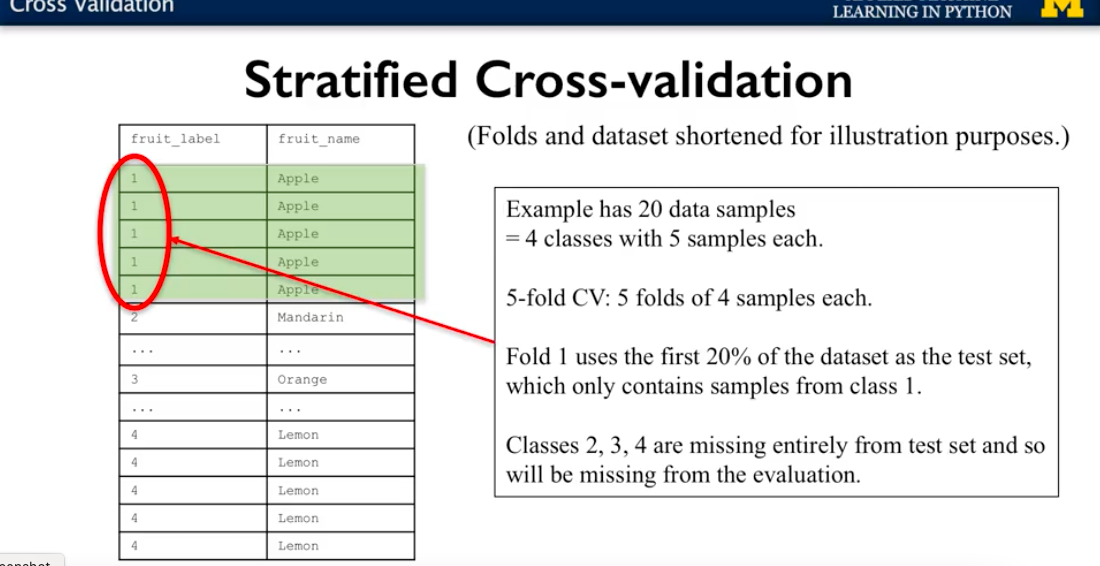 Cross Validation
LEARNING IN PYTHON
M
Stratified Cross-validation
(Folds and dataset shortened for illustration purposes.)
fruit_label fruit_name
1 Apple
1 Apple
1 Apple
1 Apple
1 Apple
2 Mandarin
... ...
3 Orange
... ...
4 Lemon
4 Lemon
4 Lemon
4 Lemon
4 Lemon
Example has 20 data samples
= 4 classes with 5 samples each.
5-fold CV: 5 folds of 4 samples each.
Fold 1 uses the first 20% of the dataset as the test set,
which only contains samples from class 1.
Classes 2, 3, 4 are missing entirely from test set and so
will be missing from the evaluation.